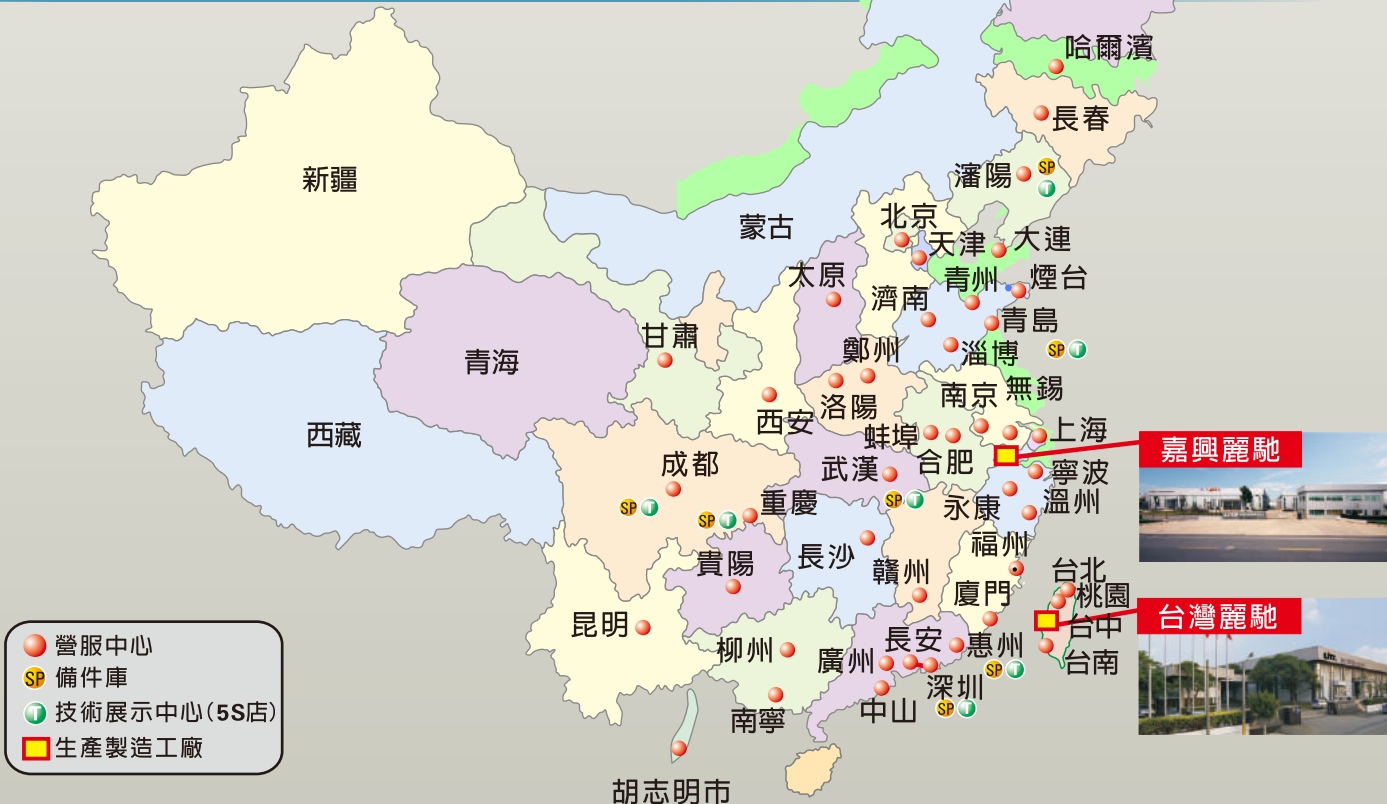 哈爾濱
長春
新疆
瀋陽
SP
T
蒙古
北京
天津
大連
太原
青州
煙台
濟南
青島
甘肅
鄭州
淄博
SP T
青海
洛陽
南京
無錫
西安
西藏
蚌埠
上海
嘉興麗馳
成都
武漢
合肥
寧波
SP T
SP T
重慶
SP T
永康
溫州
長沙
福州
貴陽
贛州
台北
廈門
桃園
台灣麗馳
昆明
長安
台中
柳州
廣州
惠州
台南
SP T
深圳
中山
SP T
南寧
胡志明市
營服中心
SP 備件庫
T 技術展示中心(5S店)
生產製造工廠